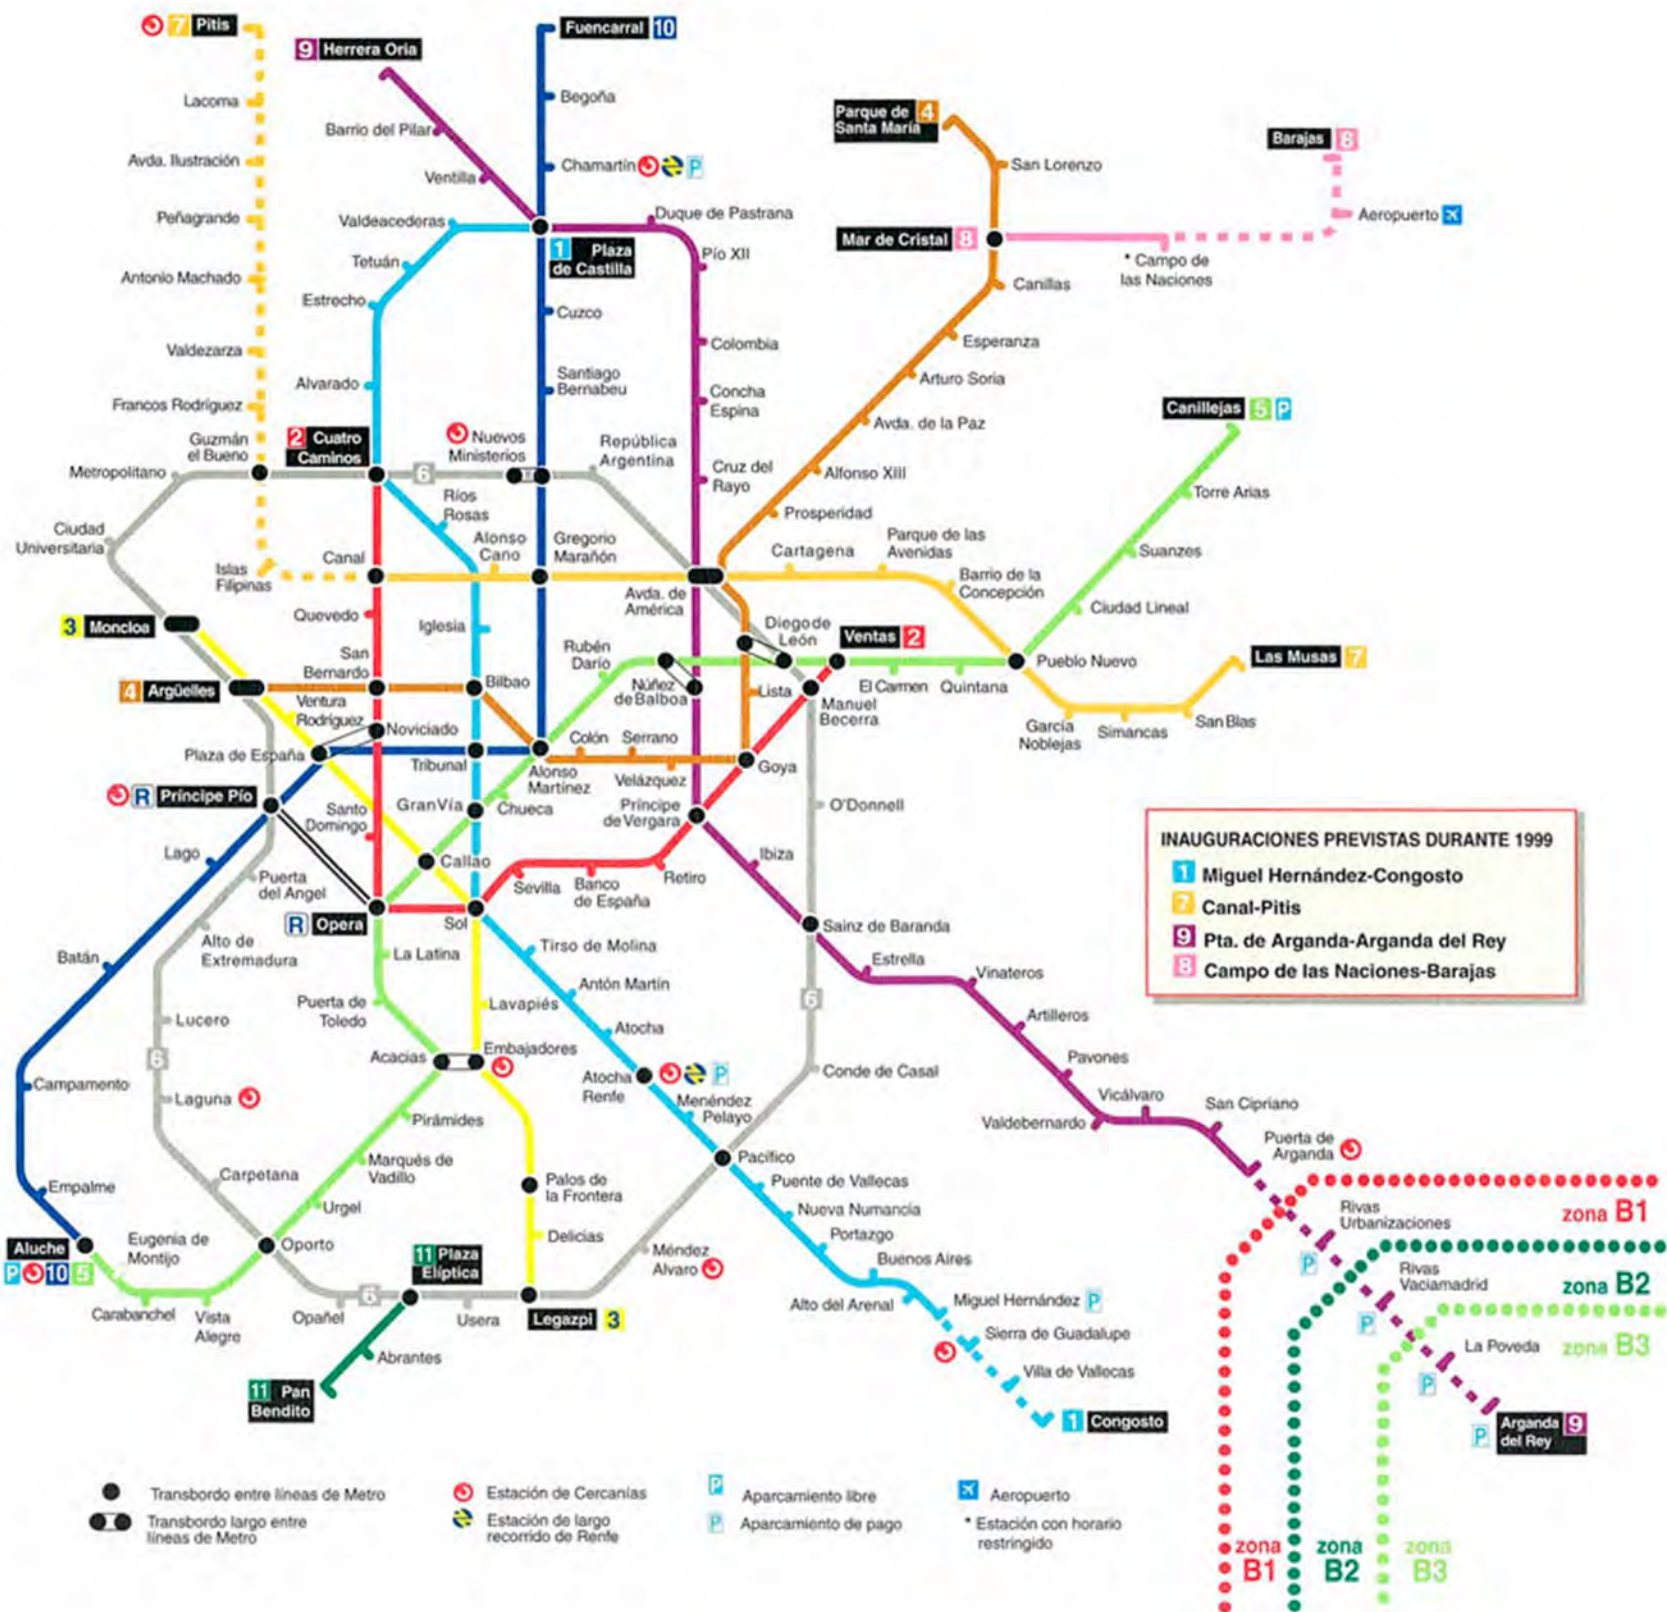 7 Pitis
9 Herrera Oria
Fuencarral 10
Lacoma
Begoña
Barrio del Pilar
Avda. Ilustración
Chamartín P
Ventilla
Peñagrande
Valdeacederas
Duque de Pastrana
1 Plaza
de Castilla
Pío XII
Tetuán
Antonio Machado
Estrecho
Cuzco
Valdezarza
Colombia
Alvarado
Santiago
Bernabeu
Concha
Espina
Francos Rodríguez
Guzmán
el Bueno
2 Cuatro
Caminos
Nuevos
Ministerios
República
Argentina
Metropolitano
6
Cruz del
Rayo
Parque de 4
Santa María
San Lorenzo
Barajas 8
Aeropuerto
Mar de Cristal 8
* Campo de
las Naciones
Canillas
Esperanza
Arturo Soria
Avda. de la Paz
Alfonso XIII
Prosperidad
Canillejas 5 P
Torre Arias
Suanzes
Ciudad Lineal
Ciudad
Universitaria
Ríos
Rosas
Alonso
Cano
Gregorio
Marañón
Canal
Islas
Filipinas
Cartagena
Parque de las
Avenidas
Barrio de la
Concepción
Avda. de
América
Quevedo
3 Moncloa
Iglesia
Diego de
León
Ventas 2
Rubén
Darío
San
Bernardo
Pueblo Nuevo
Las Musas 7
4 Argüelles
Bilbao
Núñez
de Balboa
Lista
El Carmen
Quintana
Ventura
Rodríguez
Noviciado
Manuel
Becerra
García
Noblejas
Simancas
San Blas
Plaza de España
Tribunal
Colón
Serrano
Alonso
Martínez
Velázquez
Goya
R Príncipe Pío
Santo
Domingo
Gran Vía
Chueca
Príncipe
de Vergara
O'Donnell
Lago
Callao
Ibiza
Puerta
del Angel
Sevilla
Banco
de España
Retiro
R Opera
Sol
Sainz de Baranda
Batán
Alto de
Extremadura
La Latina
Tirso de Molina
Estrella
Vinateros
Antón Martín
Puerta de
Toledo
Lavapiés
6
Lucero
Atocha
Artilleros
6
Acacias
Embajadores
Pavones
Campamento
Atocha
Renfe
P
Conde de Casal
Laguna
Menéndez
Pelayo
Pirámides
Vicálvaro
Valdebernardo
San Cipriano
Marqués de
Vadillo
Pacífico
Puerta de
Arganda
Carpetana
Palos de
la Frontera
Puente de Vallecas
Empalme
Urgel
Nueva Numancia
Rivas
Urbanizaciones
zona B1
Delicias
Portazgo
P
Aluche
P 10 5
Eugenia de
Montijo
Oporto
11 Plaza
Elíptica
Méndez
Alvaro
Buenos Aires
Rivas
Vaciamadrid
zona B2
Carabanchel
Vista
Alegre
6
Opañel
Usera
Legazpi 3
Alto del Arenal
Miguel Hernández P
P
Sierra de Guadalupe
La Poveda
zona B3
Abrantes
Villa de Vallecas
P
11 Pan
Bendito
1 Congosto
P
Arganda 9
del Rey
INAUGURACIONES PREVISTAS DURANTE 1999
1 Miguel Hernández-Congosto
7 Canal-Pitis
9 Pta. de Arganda-Arganda del Rey
8 Campo de las Naciones-Barajas
Transbordo entre líneas de Metro
Transbordo largo entre
líneas de Metro
Estación de Cercanías
Estación de largo
recorrido de Renfe
P Aparcamiento libre
P Aparcamiento de pago
Aeropuerto
* Estación con horario
restringido
zona
B1
zona
B2
zona
B3